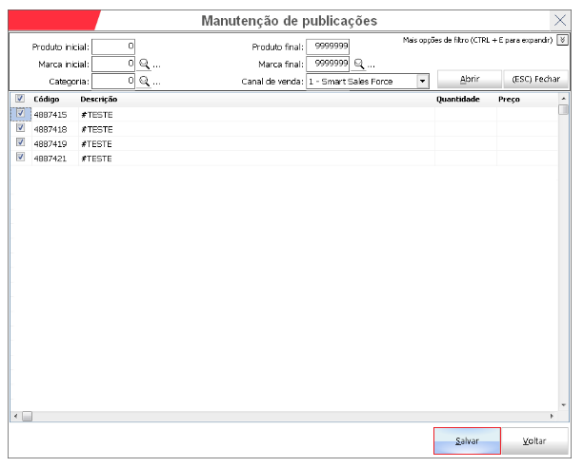 Manutenção de publicações
Mais opções de filtro (CTRL + E para expandir)
Produto inicial: 0 Produto final: 9999999
Marca inicial: 0 ... Marca final: 9999999 ...
Categoria: 0 ... Canal de venda: 1 - Smart Sales Force Abrir (ESC) Fechar
Código Descrição Quantidade Preço
4887415 #TESTE
4887418 #TESTE
4887419 #TESTE
4887421 #TESTE
Salvar Voltar